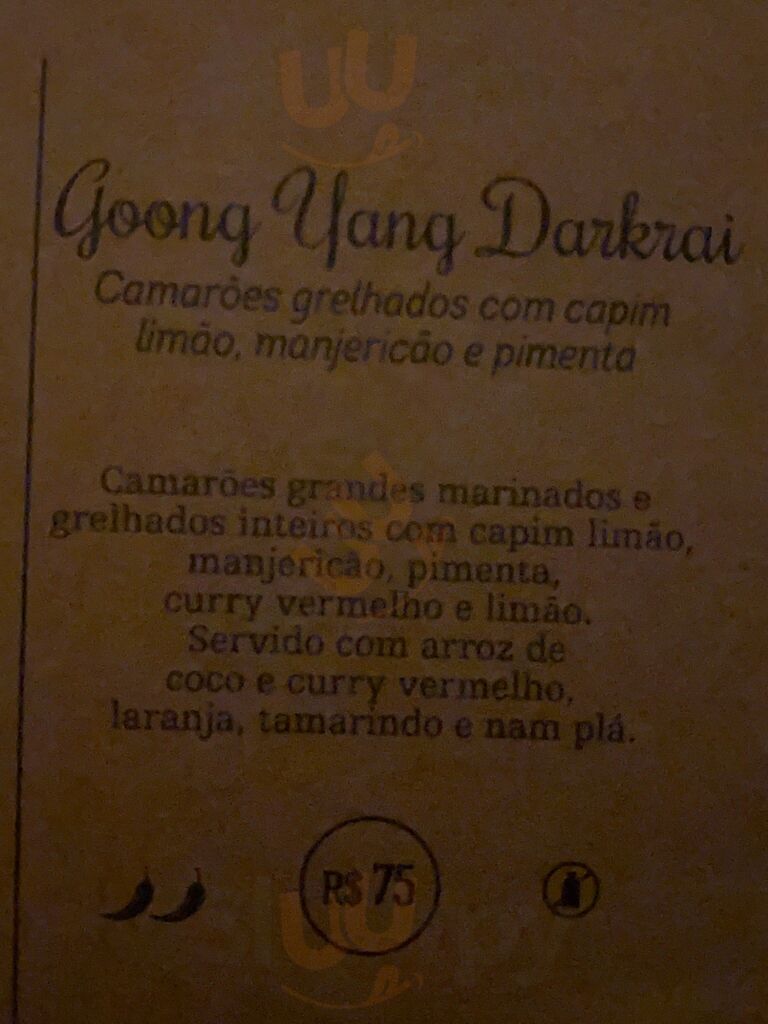 Goong Yang Darkrai
Camarões grelhados com capim
limão, manjericão e pimenta
Camarões grandes marinados e
grelhados inteiros com capim limão,
manjericão, pimenta,
curry vermelho e limão.
Servido com arroz de
coco e curry vermelho,
laranja, tamarindo e nam plá.
R$ 75